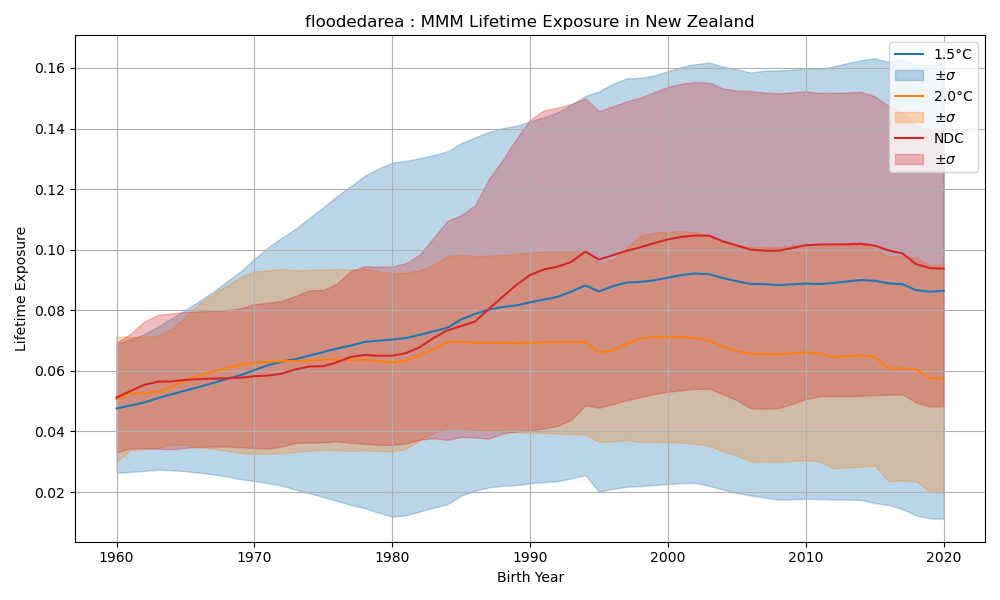 floodedarea : MMM Lifetime Exposure in New Zealand
Lifetime Exposure
0.16
0.14
0.12
0.10
0.08
0.06
0.04
0.02
1.5°C
±σ
2.0°C
±σ
NDC
±σ
1960
1970
1980
1990
2000
2010
2020
Birth Year